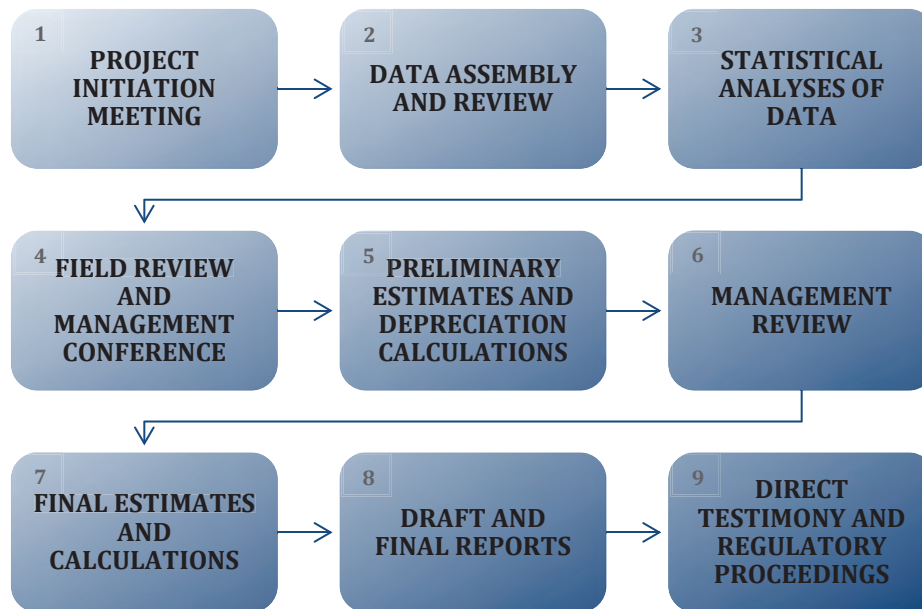 1
PROJECT
INITIATION
MEETING
2
DATA ASSEMBLY
AND REVIEW
3
STATISTICAL
ANALYSES OF
DATA
4
FIELD REVIEW
AND
MANAGEMENT
CONFERENCE
5
PRELIMINARY
ESTIMATES AND
DEPRECIATION
CALCULATIONS
6
MANAGEMENT
REVIEW
7
FINAL ESTIMATES
AND
CALCULATIONS
8
DRAFT AND
FINAL REPORTS
9
DIRECT
TESTIMONY AND
REGULATORY
PROCEEDINGS